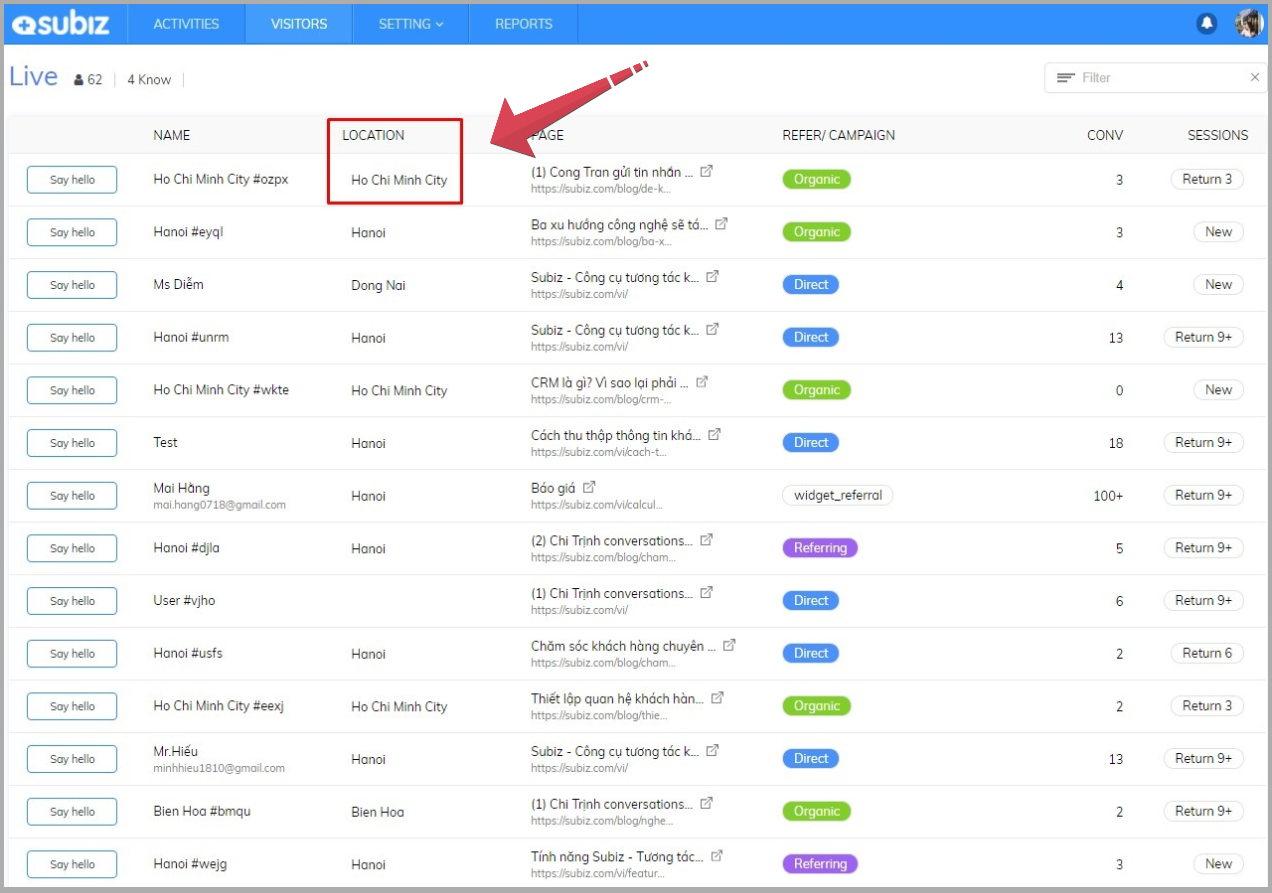 subiz ACTIVITIES VISITORS SETTING REPORTS
Live 62 4 Know Filter
NAME LOCATION PAGE REFER/ CAMPAIGN CONV SESSIONS
Say hello Ho Chi Minh City #ozpx Ho Chi Minh City (1) Cong Tran gửi tin nhắn ... Organic 3 Return 3
https://subiz.com/blog/de-k...
Say hello Hanoi #eyql Hanoi Ba xu hướng công nghệ sẽ tá... Organic 3 New
https://subiz.com/blog/ba-x...
Say hello Ms Diễm Dong Nai Subiz - Công cụ tương tác k... Direct 4 New
https://subiz.com/vi/
Say hello Hanoi #unrm Hanoi Subiz - Công cụ tương tác k... Direct 13 Return 9+
https://subiz.com/vi/
Say hello Ho Chi Minh City #wkte Ho Chi Minh City CRM là gì? Vì sao lại phải ... Organic 0 New
https://subiz.com/blog/crm-...
Say hello Test Hanoi Cách thu thập thông tin khá... Direct 18 Return 9+
https://subiz.com/vi/cach-t...
Say hello Mai Hằng Hanoi Báo giá widget_referral 100+ Return 9+
mai.hang0718@gmail.com https://subiz.com/vi/calcul...
Say hello Hanoi #djla Hanoi (2) Chi Trịnh conversations... Referring 5 Return 9+
https://subiz.com/blog/cham...
Say hello User #vjho (1) Chi Trịnh conversations... Direct 6 Return 9+
https://subiz.com/vi/
Say hello Hanoi #usfs Hanoi Chăm sóc khách hàng chuyên ... Direct 2 Return 6
https://subiz.com/blog/cham...
Say hello Ho Chi Minh City #eexj Ho Chi Minh City Thiết lập quan hệ khách hàn... Organic 2 Return 3
https://subiz.com/blog/thie...
Say hello Mr.Hiếu Hanoi Subiz - Công cụ tương tác k... Direct 13 Return 9+
minhhieu1810@gmail.com https://subiz.com/vi/
Say hello Bien Hoa #bmqu Bien Hoa (1) Chi Trịnh conversations... Organic 2 Return 9+
https://subiz.com/blog/nghe...
Say hello Hanoi #wejg Hanoi Tính năng Subiz - Tương tác... Referring 3 New
https://subiz.com/vi/featur...